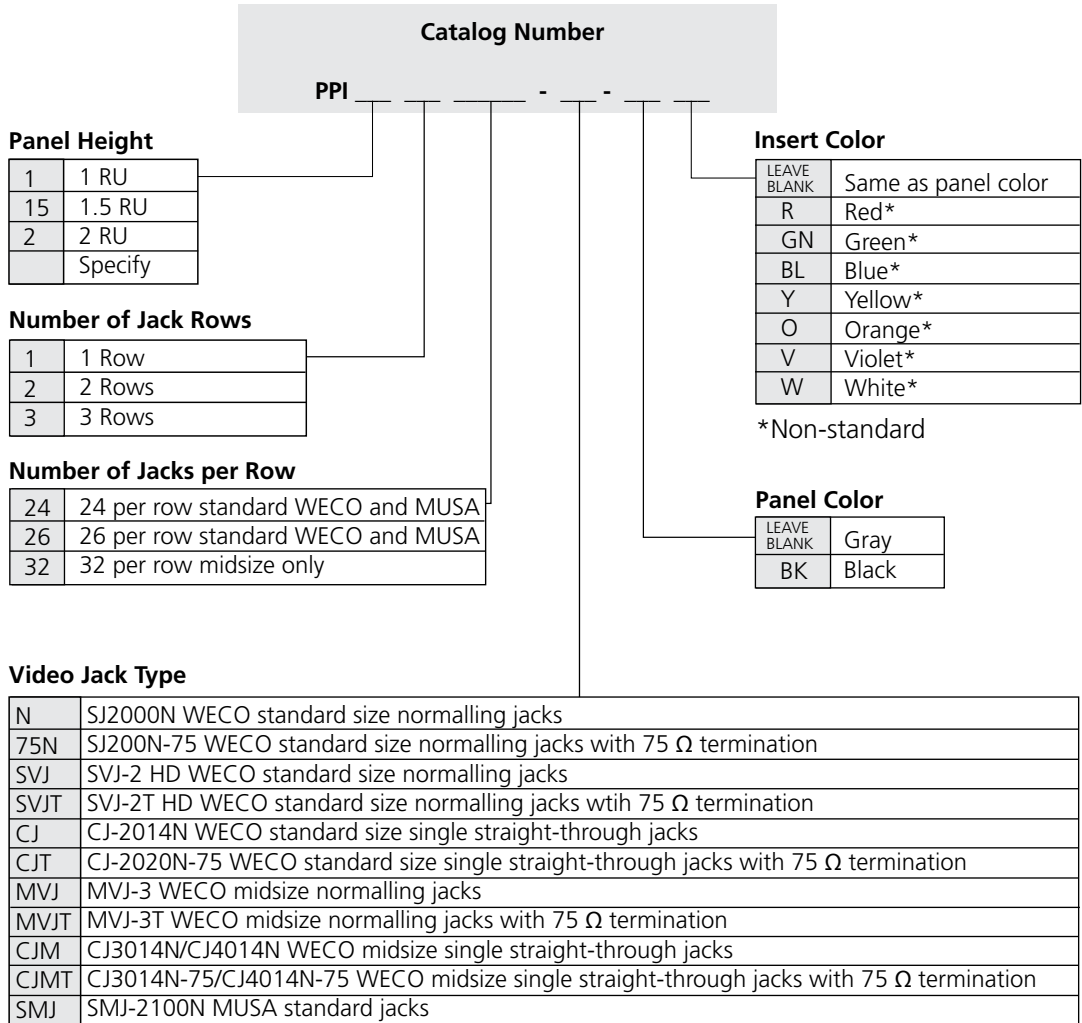 Catalog Number
PPI ___ ___ ______ - ___ - ___ ___
Panel Height
1 1 RU
15 1.5 RU
2 2 RU
Specify
Number of Jack Rows
1 1 Row
2 2 Rows
3 3 Rows
Number of Jacks per Row
24 24 per row standard WECO and MUSA
26 26 per row standard WECO and MUSA
32 32 per row midsize only
Insert Color
LEAVE BLANK Same as panel color
R Red*
GN Green*
BL Blue*
Y Yellow*
O Orange*
V Violet*
W White*
*Non-standard
Panel Color
LEAVE BLANK Gray
BK Black
Video Jack Type
N SJ2000N WECO standard size normalling jacks
75N SJ200N-75 WECO standard size normalling jacks with 75 Ω termination
SVJ SVJ-2 HD WECO standard size normalling jacks
SVJT SVJ-2T HD WECO standard size normalling jacks wtih 75 Ω termination
CJ CJ-2014N WECO standard size single straight-through jacks
CJT CJ-2020N-75 WECO standard size single straight-through jacks with 75 Ω termination
MVJ MVJ-3 WECO midsize normalling jacks
MVJT MVJ-3T WECO midsize normalling jacks with 75 Ω termination
CJM CJ3014N/CJ4014N WECO midsize single straight-through jacks
CJMT CJ3014N-75/CJ4014N-75 WECO midsize single straight-through jacks with 75 Ω termination
SMJ SMJ-2100N MUSA standard jacks